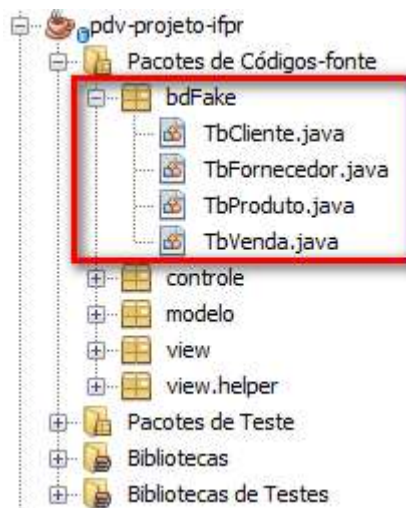 pdv-projeto-ifpr
Pacotes de Códigos-fonte
bdFake
TbCliente.java
TbFornecedor.java
TbProduto.java
TbVenda.java
controle
modelo
view
view.helper
Pacotes de Teste
Bibliotecas
Bibliotecas de Testes